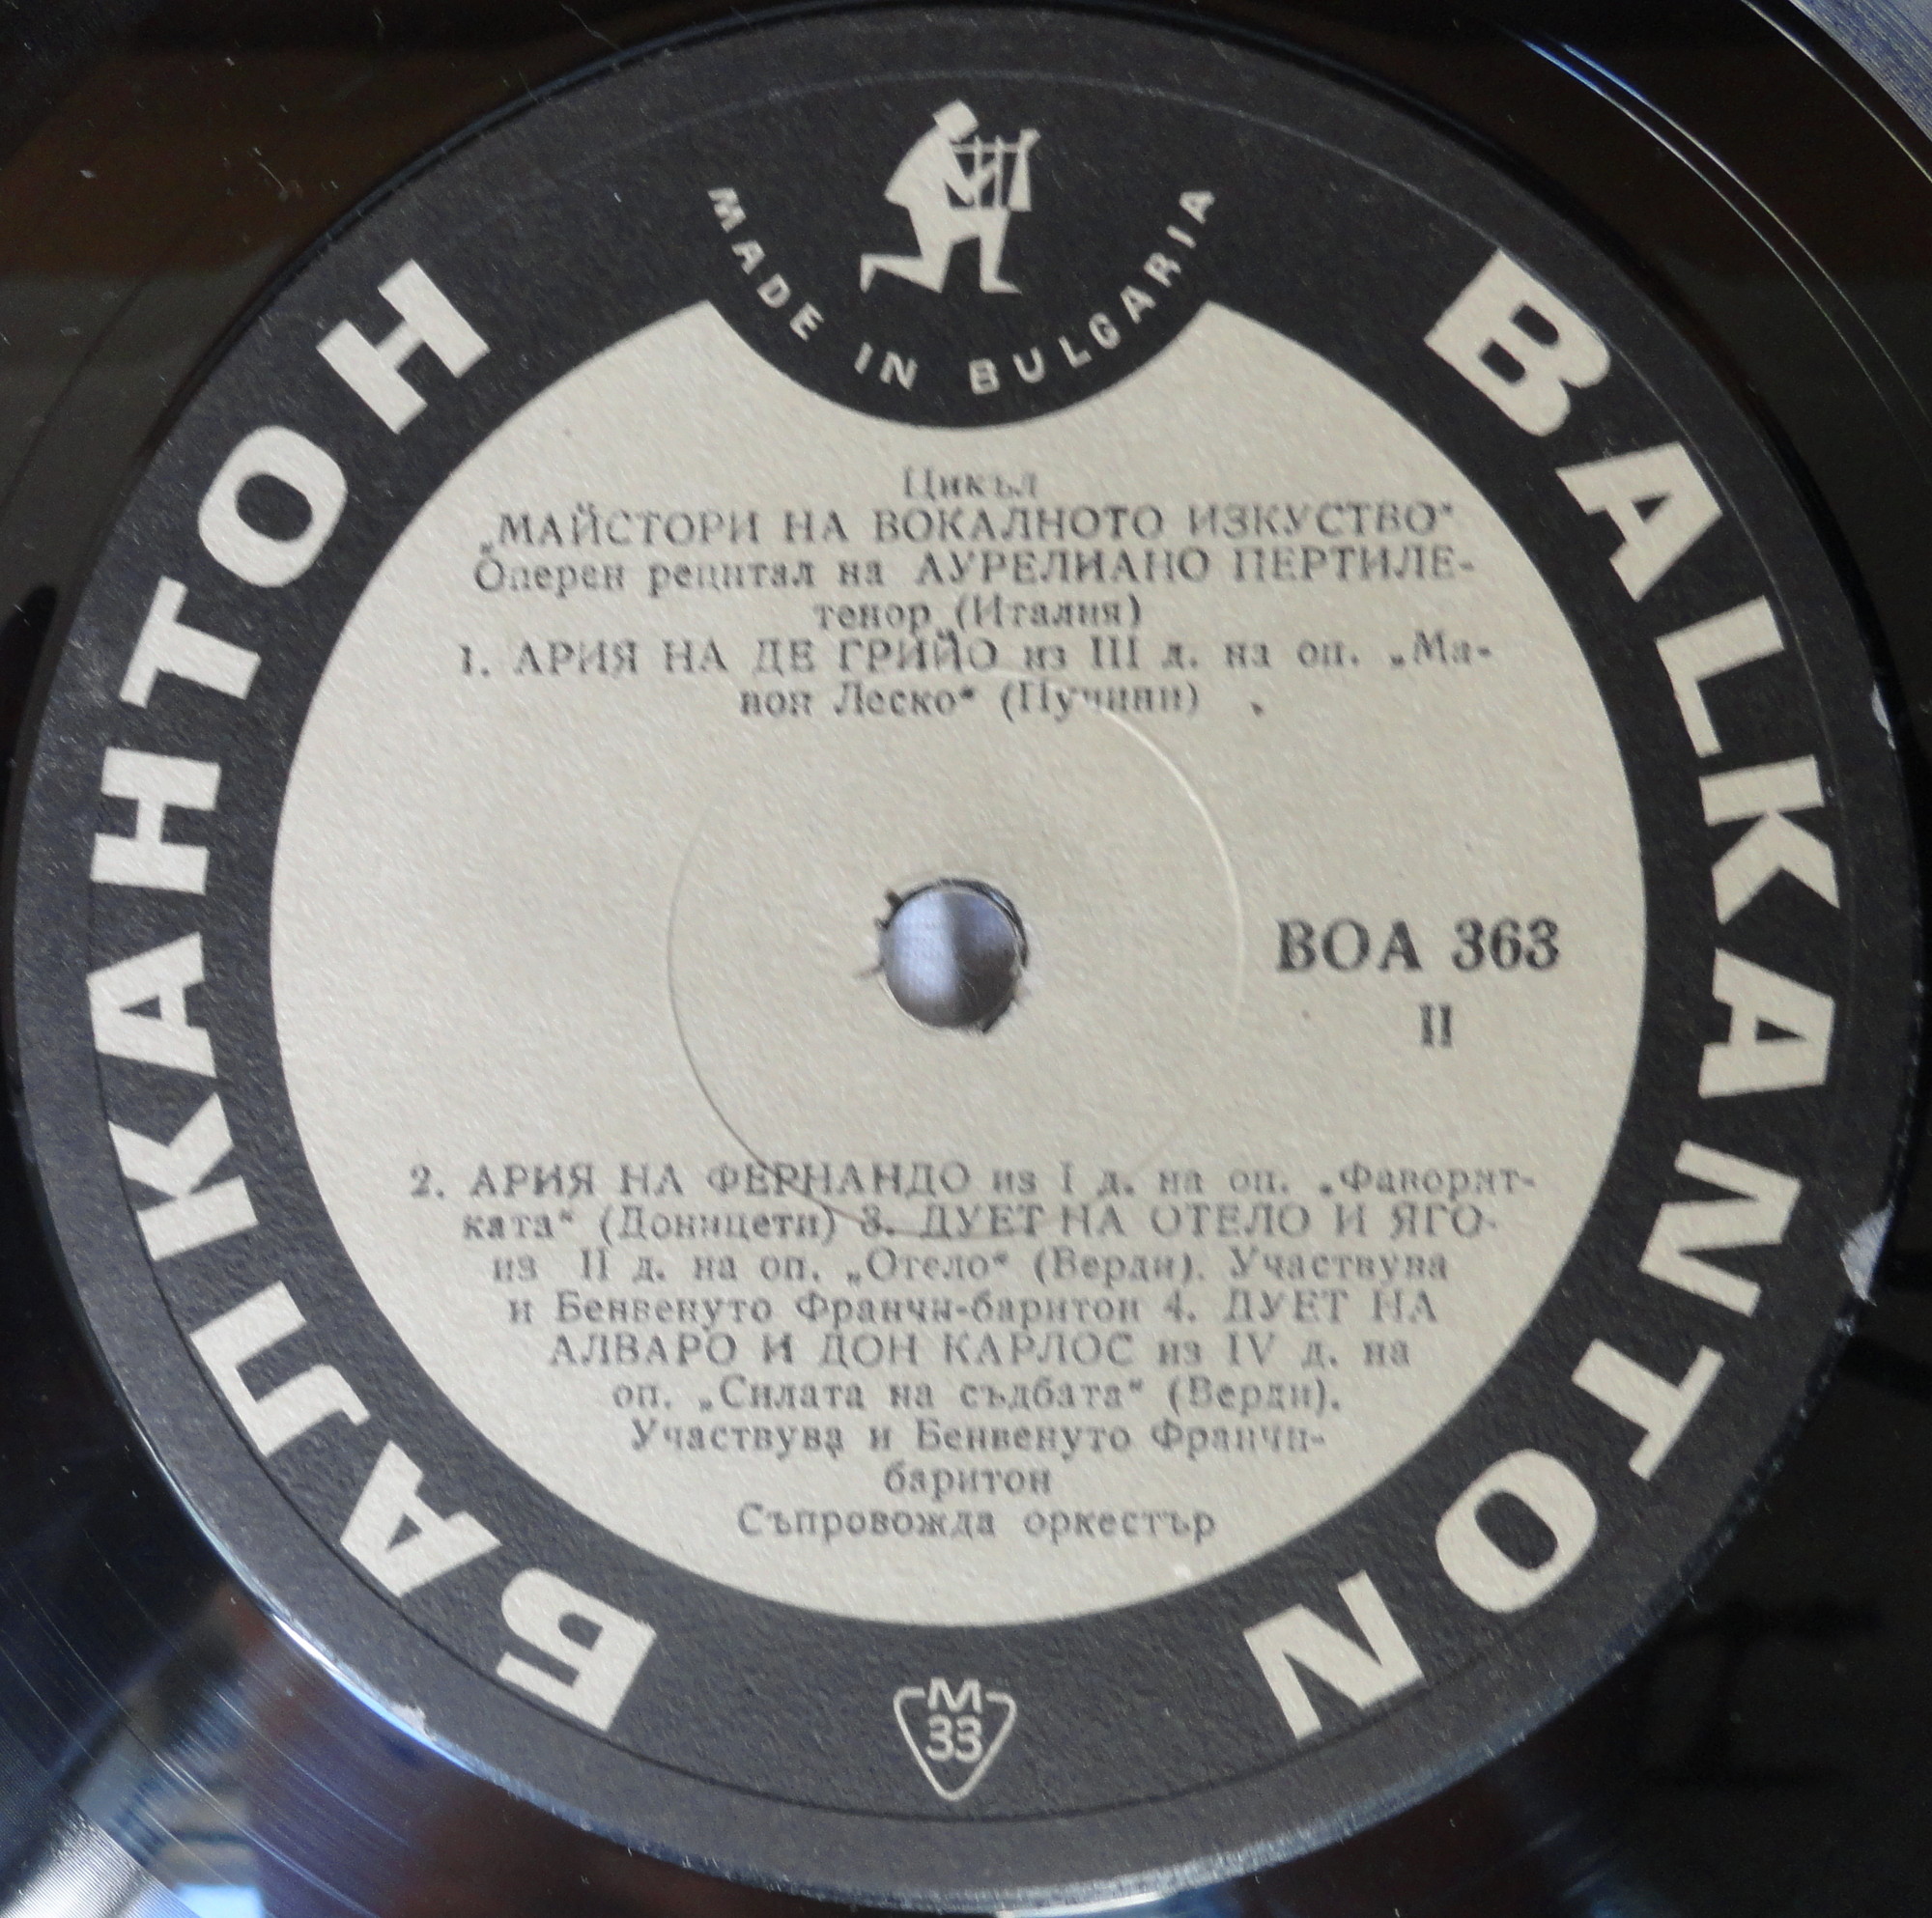 MADE IN BULGARIA
БАЛКАНТОН
BALKANTON
Цикъл
„МАЙСТОРИ НА ВОКАЛНОТО ИЗКУСТВО“
Оперен рецитал на АУРЕЛИАНО ПЕРТИЛЕ-
тенор (Италия)
1. АРИЯ НА ДЕ ГРИЙО из III д. на оп. „Ма-
нон Леско“ (Пучини)
ВОА 363
II
2. АРИЯ НА ФЕРНАНДО из I д. на оп. „Фаворит-
ката“ (Доницети) 3. ДУЕТ НА ОТЕЛО И ЯГО-
из II д. на оп. „Отело“ (Верди). Участвува
и Бенвенуто Франчи-баритон 4. ДУЕТ НА
АЛВАРО И ДОН КАРЛОС из IV д. на
оп. „Силата на съдбата“ (Верди).
Участвува и Бенвенуто Франчи-
баритон
Съпровожда оркестър
М
33